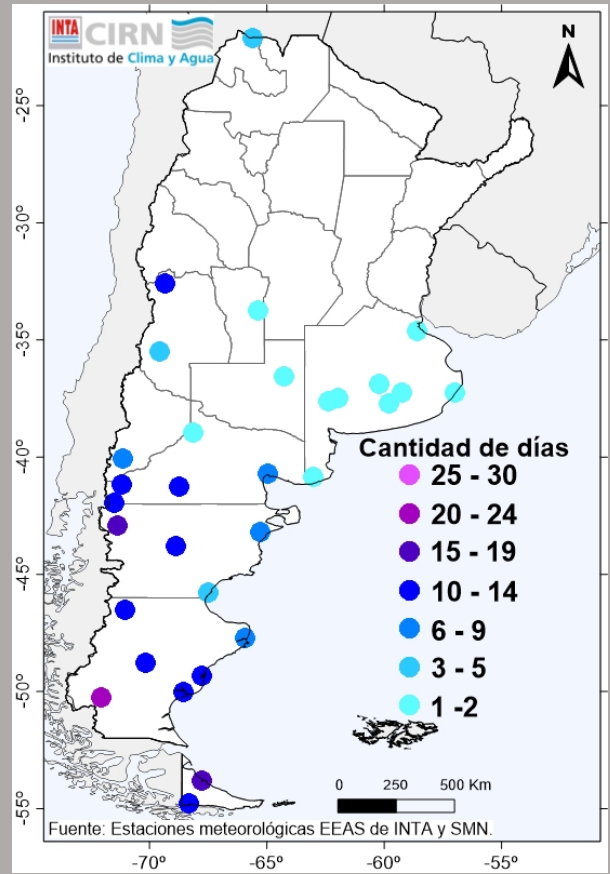 INTA CIRN
Instituto de Clima y Agua
N
-25°
-30°
-35°
-40°
-45°
-50°
-55°
Cantidad de días
25 - 30
20 - 24
15 - 19
10 - 14
6 - 9
3 - 5
1 -2
0 250 500 Km
Fuente: Estaciones meteorológicas EEAS de INTA y SMN.
-70° -65° -60° -55°